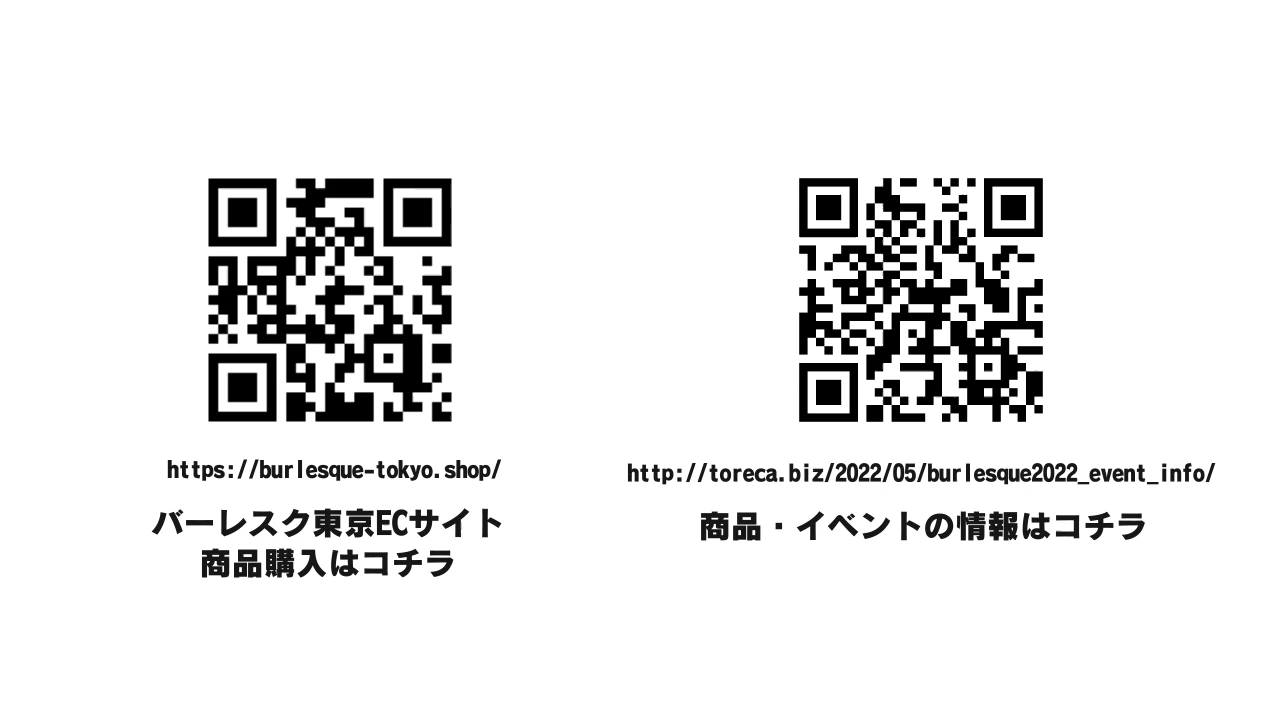 https://burlesque-tokyo.shop/
バーレスク東京ECサイト
商品購入はコチラ
http://toreca.biz/2022/05/burlesque2022_event_info/
商品・イベントの情報はコチラ